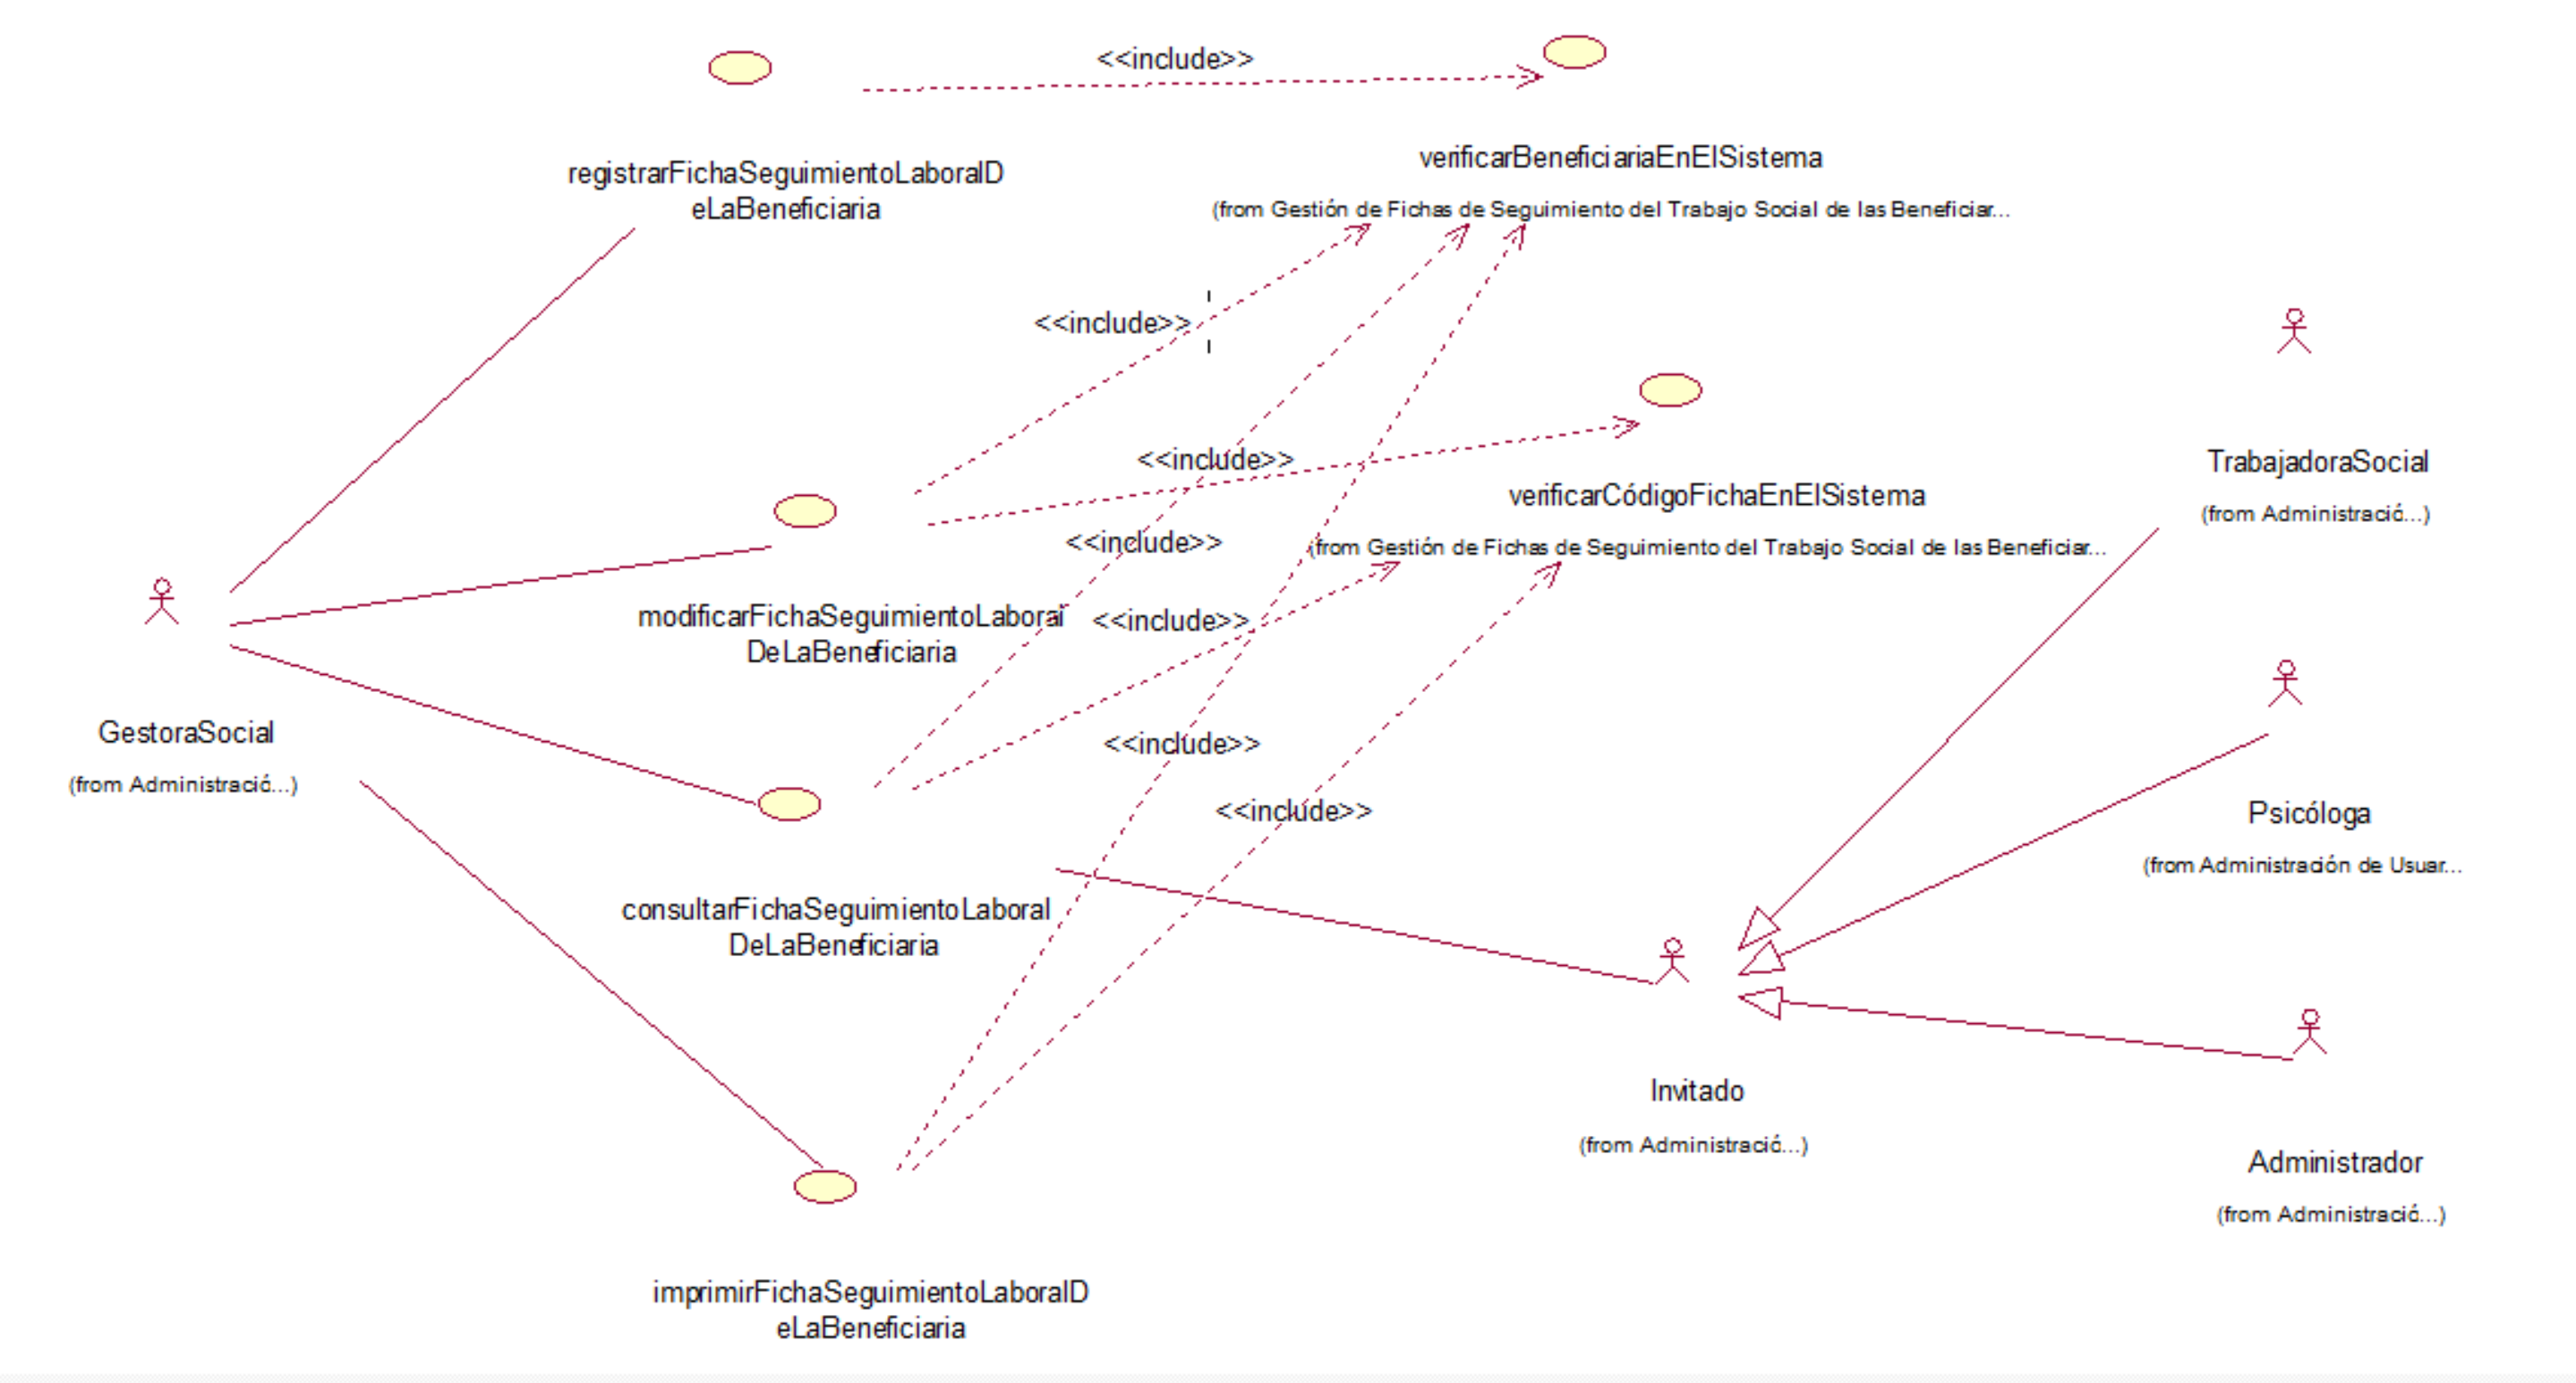 <<include>>
registrarFichaSeguimientoLaboralD
eLaBeneficiaria
verificarBeneficiariaEnElSistema
(from Gestión de Fichas de Seguimiento del Trabajo Social de las Beneficiar...
<<include>>
<<include>>
TrabajadoraSocial
(from Administració...)
verificarCódigoFichaEnElSistema
(from Gestión de Fichas de Seguimiento del Trabajo Social de las Beneficiar...
<<include>>
modificarFichaSeguimientoLaboral
DeLaBeneficiaria
<<include>>
GestoraSocial
(from Administració...)
<<include>>
<<include>>
Psicóloga
(from Administración de Usuar...
consultarFichaSeguimientoLaboral
DeLaBeneficiaria
Invitado
(from Administració...)
Administrador
(from Administració...)
imprimirFichaSeguimientoLaboralD
eLaBeneficiaria